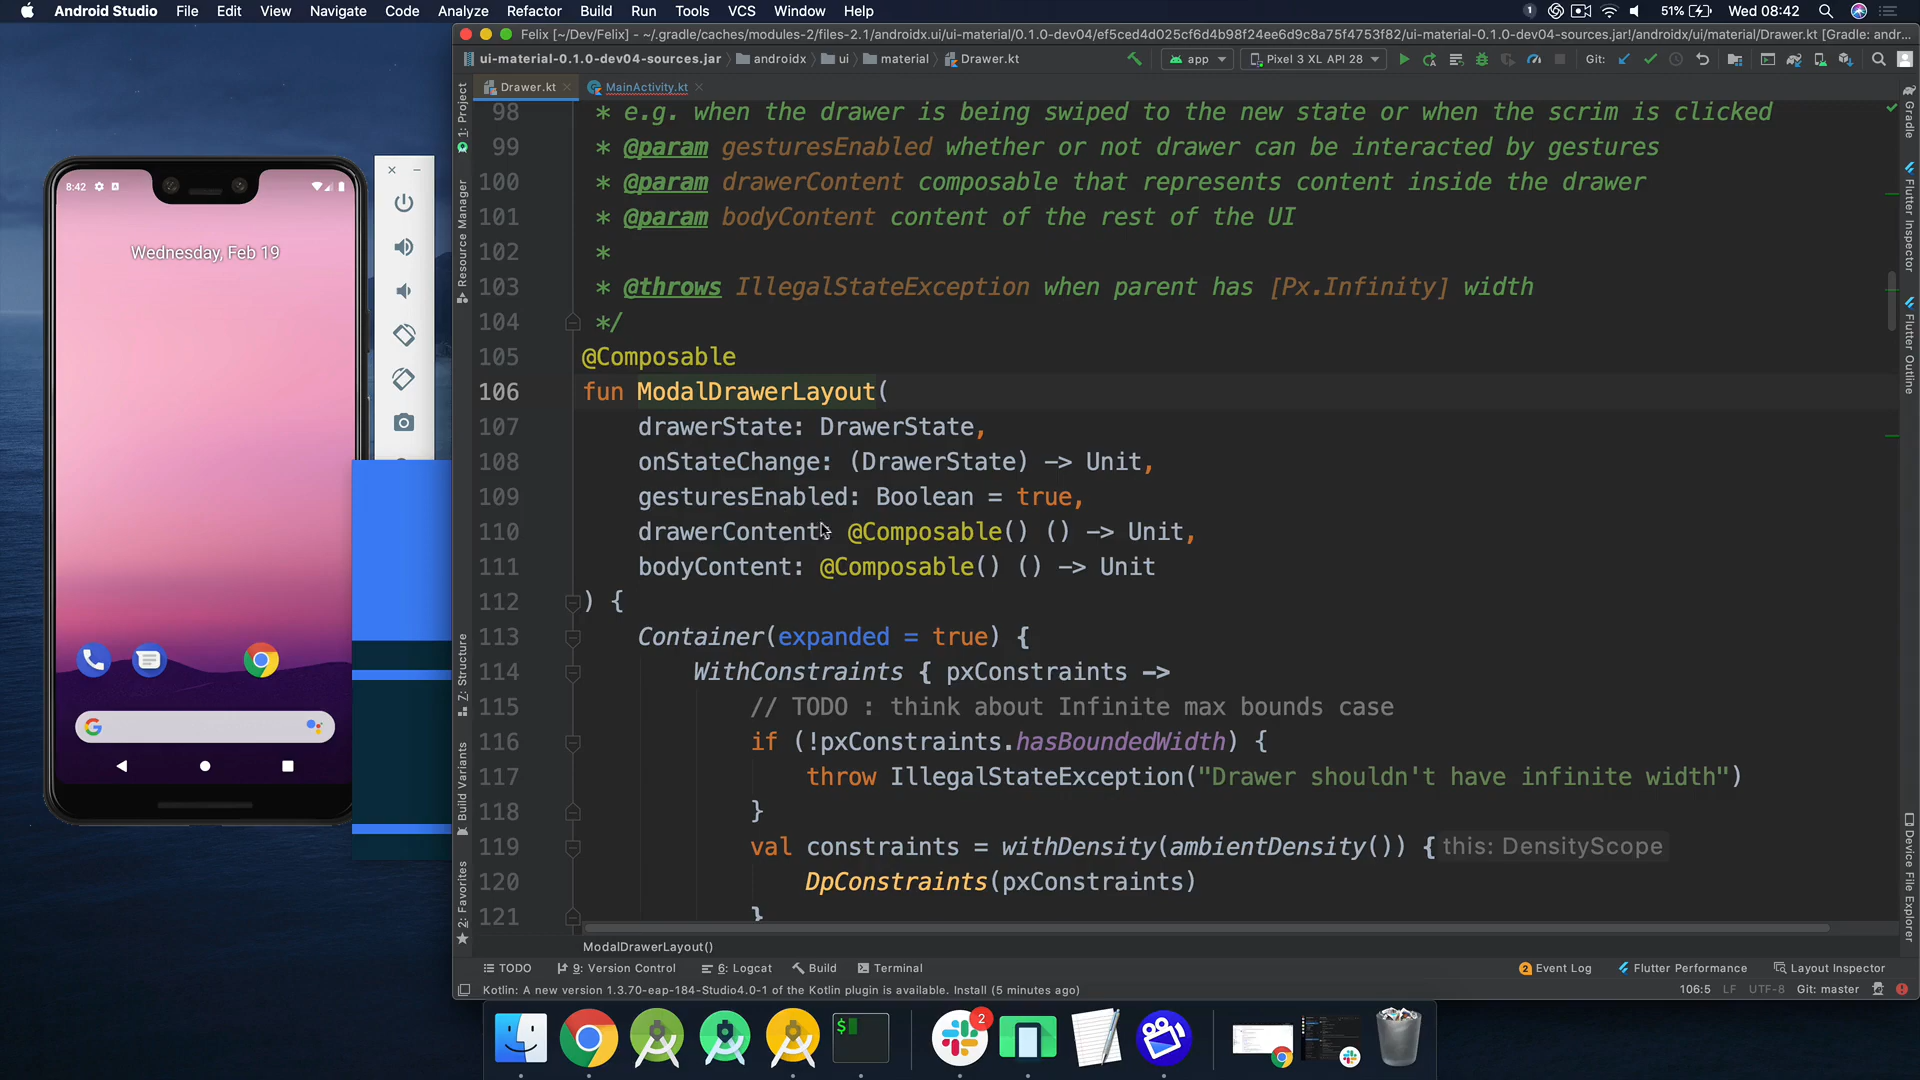 Android Studio File Edit View Navigate Code Analyze Refactor Build Run Tools VCS Window Help 1 51% Wed 08:42
Felix [~/Dev/Felix] - ~/.gradle/caches/modules-2/files-2.1/androidx.ui/ui-material/0.1.0-dev04/ef5ced4d025cf6d4b98f24ee6d9c8a75f4753f82/ui-material-0.1.0-dev04-sources.jar!/androidx/ui/material/Drawer.kt [Gradle: andr...
ui-material-0.1.0-dev04-sources.jar androidx ui material Drawer.kt app Pixel 3 XL API 28 Git:
Drawer.kt MainActivity.kt
98 * e.g. when the drawer is being swiped to the new state or when the scrim is clicked
99 * @param gesturesEnabled whether or not drawer can be interacted by gestures
100 * @param drawerContent composable that represents content inside the drawer
101 * @param bodyContent content of the rest of the UI
102 *
103 * @throws IllegalStateException when parent has [Px.Infinity] width
104 */
105 @Composable
106 fun ModalDrawerLayout(
107 drawerState: DrawerState,
108 onStateChange: (DrawerState) -> Unit,
109 gesturesEnabled: Boolean = true,
110 drawerContent: @Composable() () -> Unit,
111 bodyContent: @Composable() () -> Unit
112 ) {
113 Container(expanded = true) {
114 WithConstraints { pxConstraints ->
115 // TODO : think about Infinite max bounds case
116 if (!pxConstraints.hasBoundedWidth) {
117 throw IllegalStateException("Drawer shouldn't have infinite width")
118 }
119 val constraints = withDensity(ambientDensity()) { this: DensityScope
120 DpConstraints(pxConstraints)
121 }
ModalDrawerLayout()
TODO 9: Version Control 6: Logcat Build Terminal 2 Event Log Flutter Performance Layout Inspector
Kotlin: A new version 1.3.70-eap-184-Studio4.0-1 of the Kotlin plugin is available. Install (5 minutes ago) 106:5 LF UTF-8 Git: master
1: Project
Resource Manager
7: Structure
Build Variants
2: Favorites
Gradle
Flutter Inspector
Flutter Outline
Device File Explorer
8:42
Wednesday, Feb 19
G
$
2